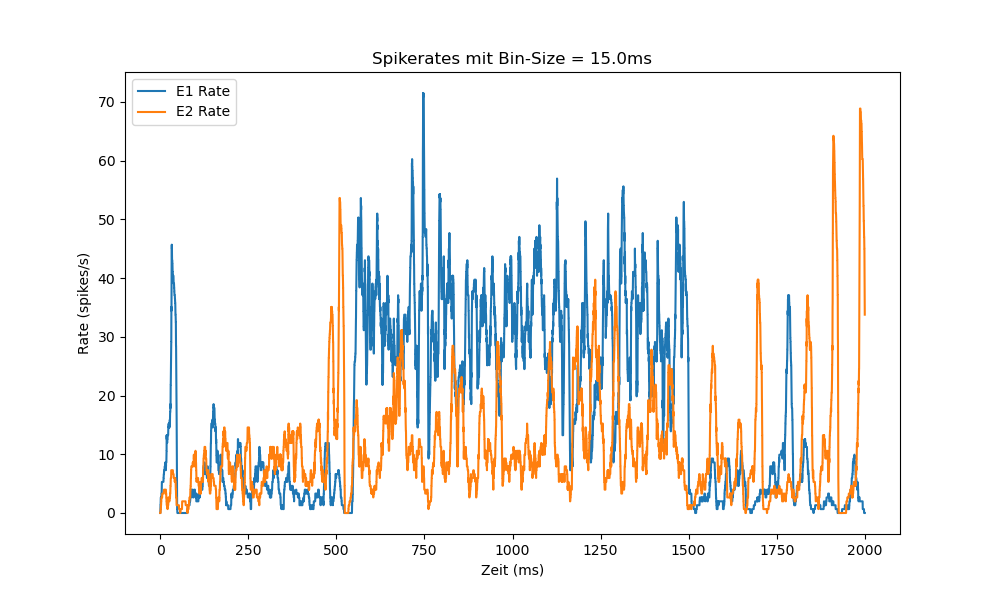 Spikerates mit Bin-Size = 15.0ms
E1 Rate
E2 Rate
70
60
50
40
30
20
10
0
Rate (spikes/s)
0 250 500 750 1000 1250 1500 1750 2000
Zeit (ms)